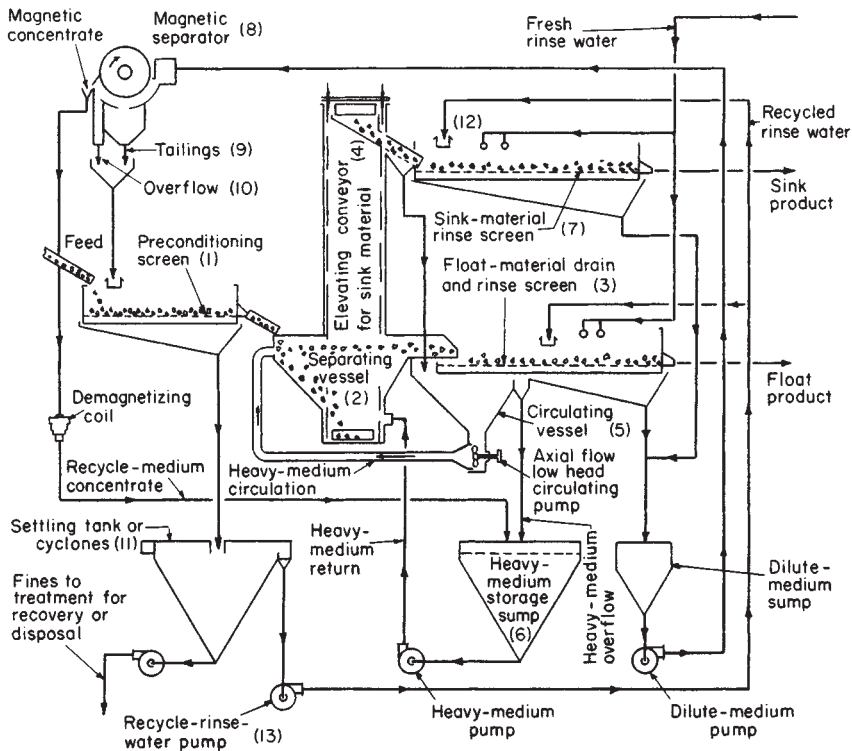 Magnetic
concentrate
Magnetic
separator (8)
Fresh
rinse water
Recycled
rinse water
(12)
(4)
Tailings (9)
Overflow (10)
Sink
product
Sink-material
rinse screen
(7)
Elevating conveyor
for sink material
Feed
Preconditioning
screen (1)
Float-material drain
and rinse screen (3)
Separating
vessel
(2)
Float
product
Demagnetizing
coil
Circulating
vessel (5)
Recycle-medium
concentrate
Heavy-medium
circulation
Axial flow
low head
circulating
pump
Settling tank or
cyclones (11)
Heavy-
medium
return
Heavy-
medium
storage
sump
(6)
Heavy-medium
overflow
Dilute-
medium
sump
Fines to
treatment for
recovery or
disposal
Recycle-rinse-
water pump (13)
Heavy-medium
pump
Dilute-medium
pump